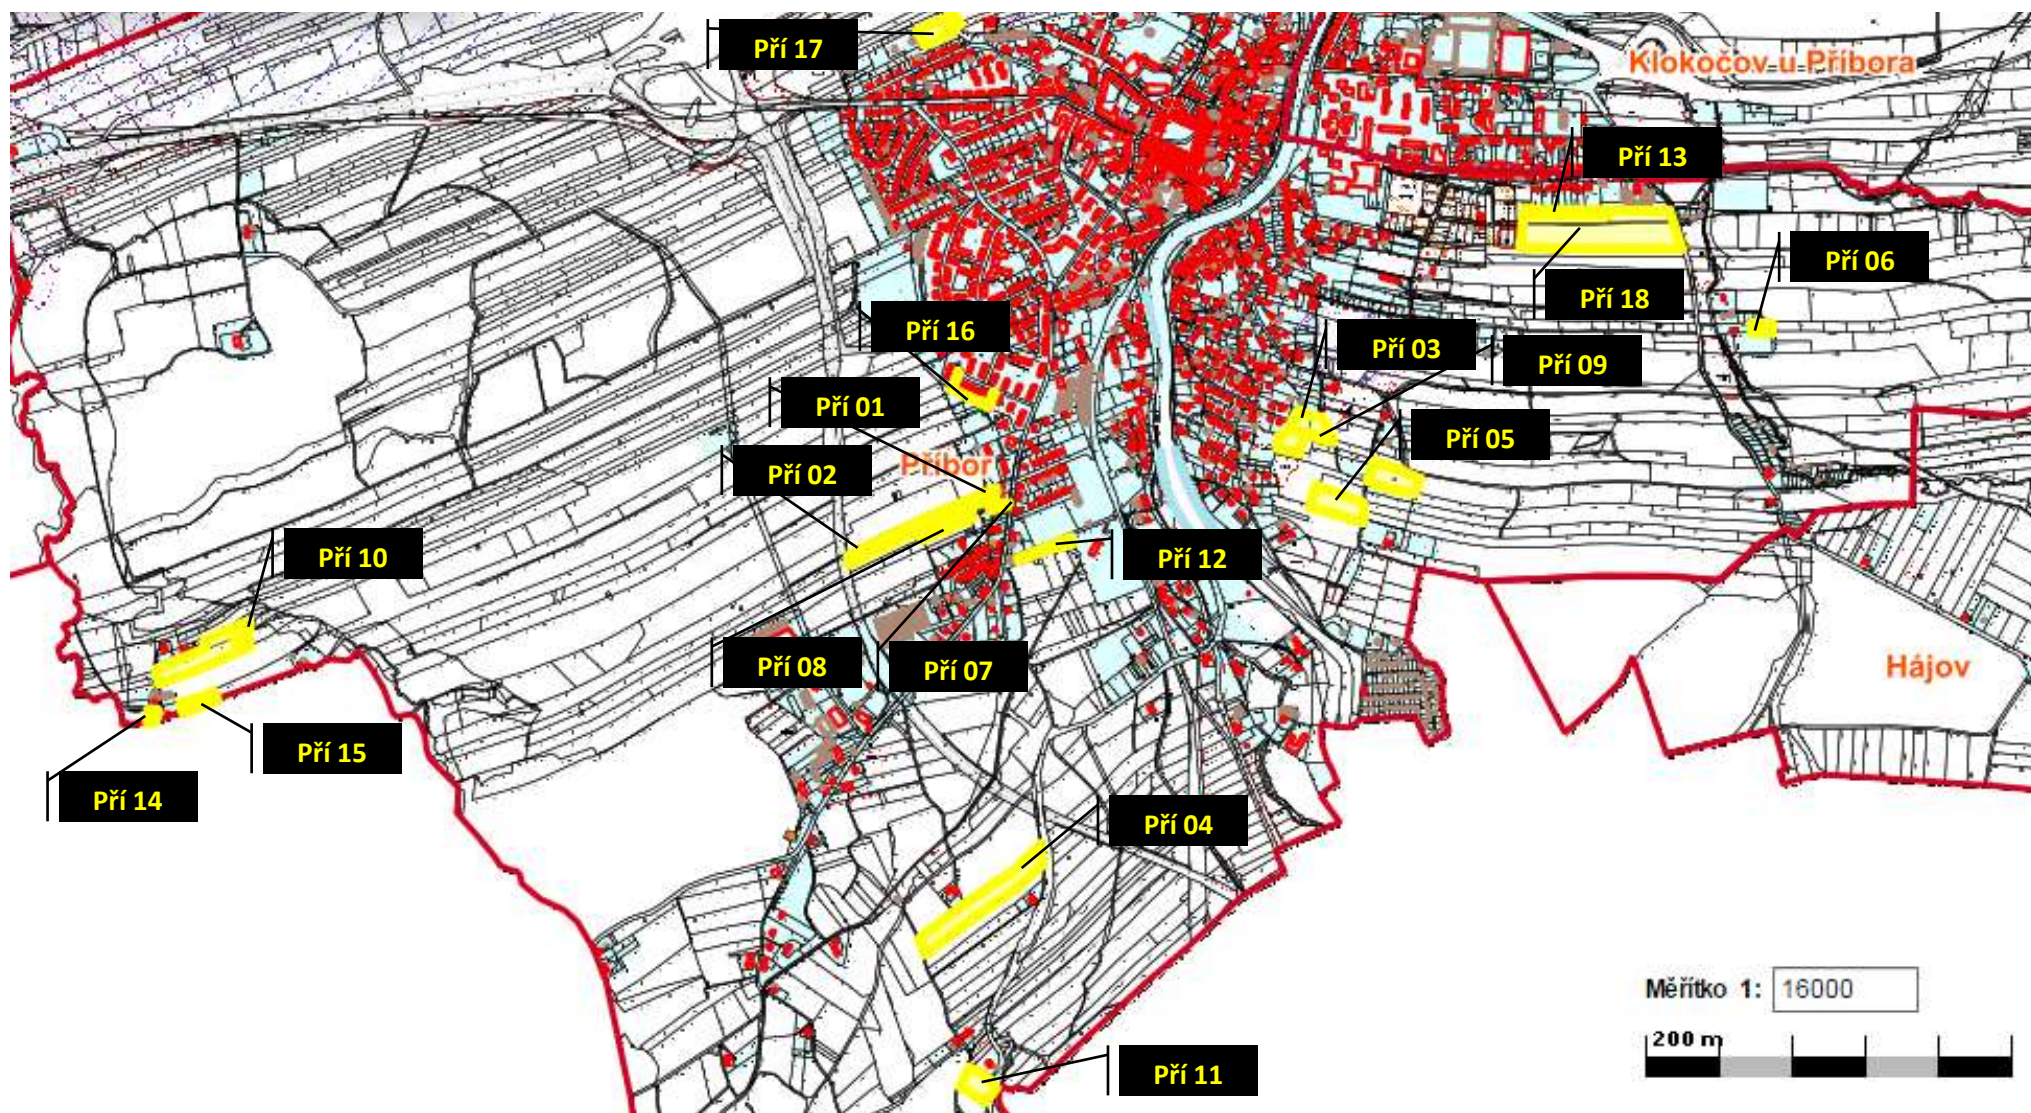 Pří 17
Klokočov u Příbora
Pří 13
Pří 06
Pří 18
Pří 16
Pří 03
Pří 09
Pří 01
Pří 05
Příbor
Pří 02
Pří 10
Pří 12
Pří 08
Pří 07
Hájov
Pří 15
Pří 14
Pří 04
Měřítko 1: 16000
200 m
Pří 11